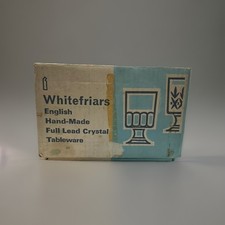 Whitefriars
English
Hand-Made
Full Lead Crystal
Tableware